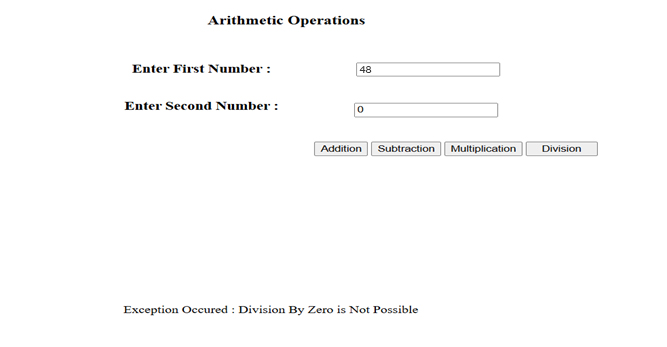 Arithmetic Operations
Enter First Number : 48
Enter Second Number : 0
Addition Subtraction Multiplication Division
Exception Occured : Division By Zero is Not Possible